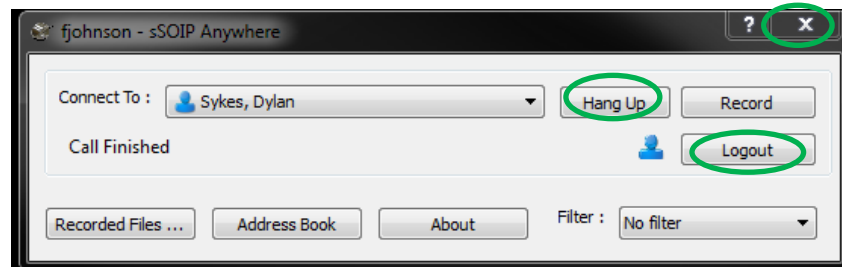 fjohnson - sSOIP Anywhere ? X
Connect To : Sykes, Dylan Hang Up Record
Call Finished Logout
Recorded Files ... Address Book About Filter : No filter